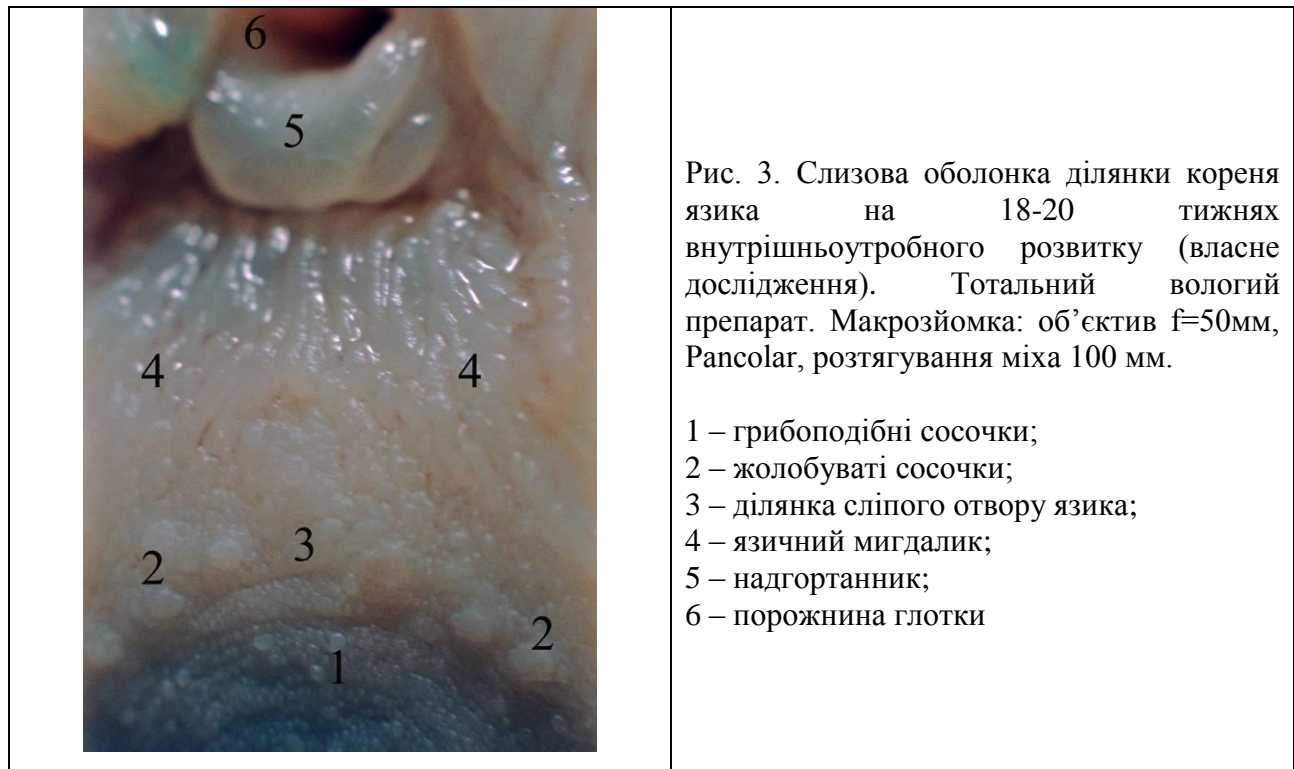 6
5
4 4
3
2
2
1
Рис. 3. Слизова оболонка ділянки кореня
язика на 18-20 тижнях
внутрішньоутробного розвитку (власне
дослідження). Тотальний вологий
препарат. Макрозйомка: об’єктив f=50мм,
Pancolar, розтягування міха 100 мм.
1 – грибоподібні сосочки;
2 – жолобуваті сосочки;
3 – ділянка сліпого отвору язика;
4 – язичний мигдалик;
5 – надгортанник;
6 – порожнина глотки